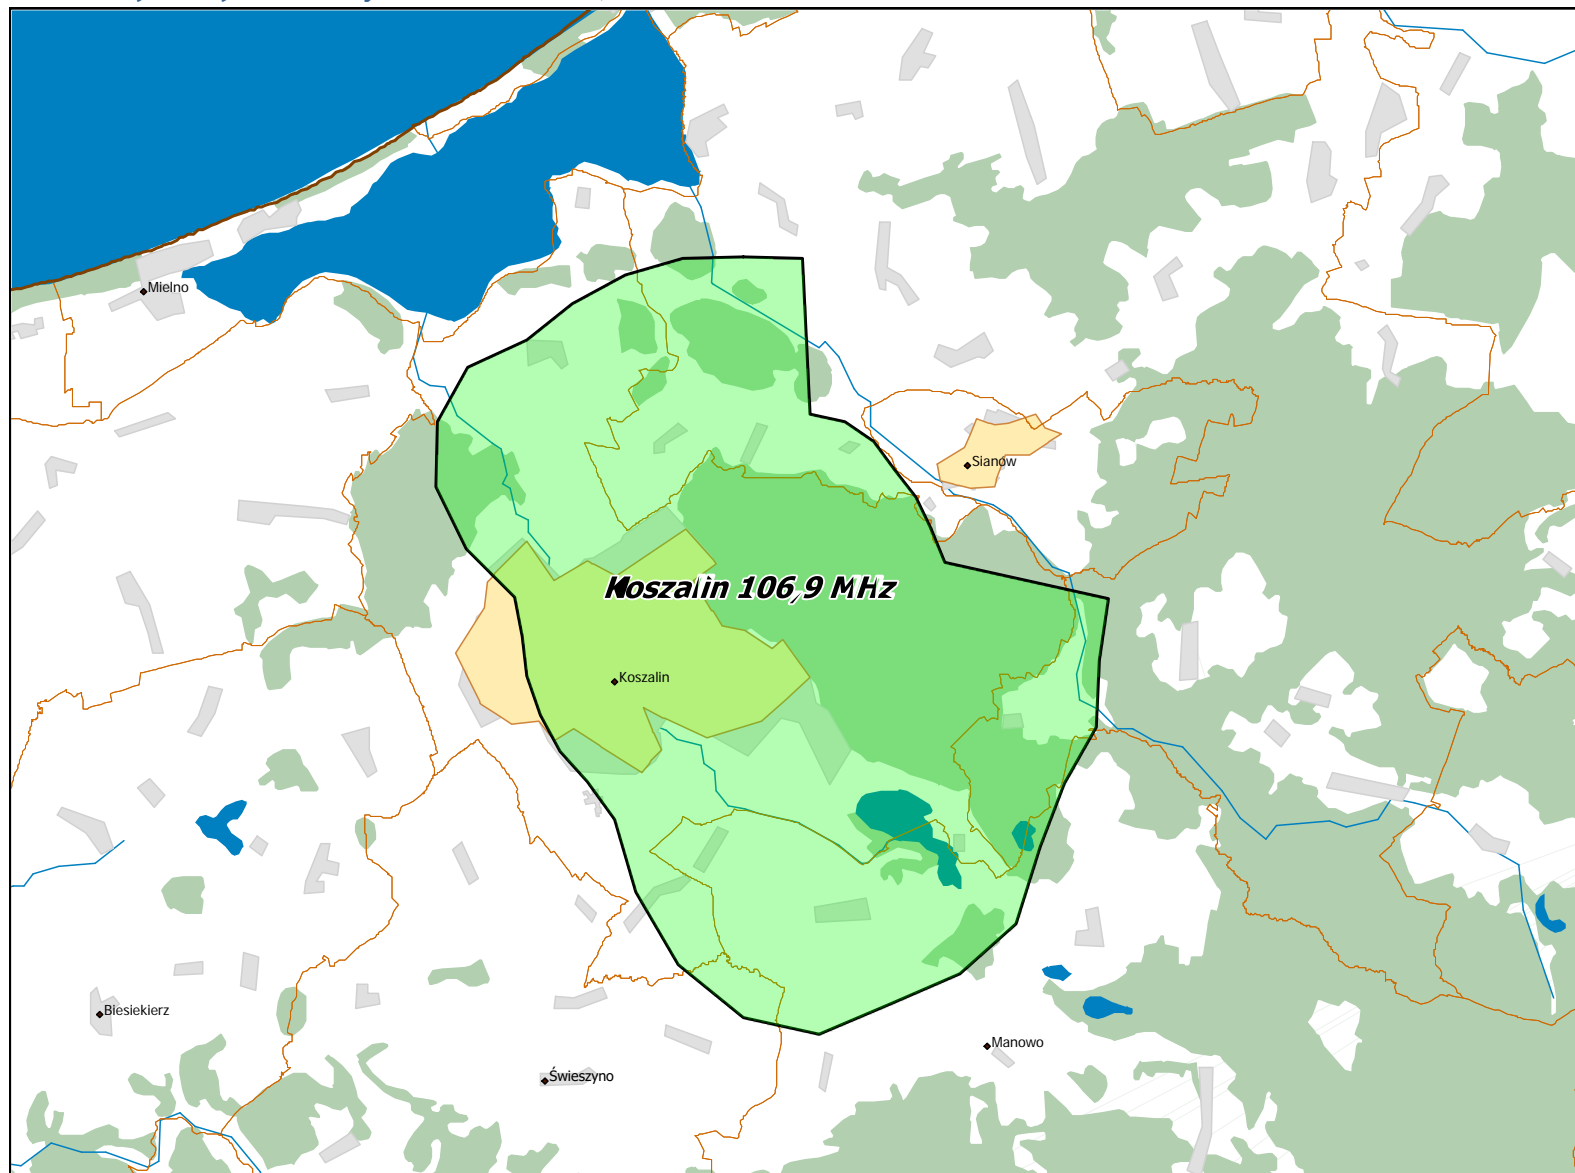 Mielno
Sianów
Koszalin 106,9 MHz
Koszalin
Biesiekierz
Manowo
Świeszyno